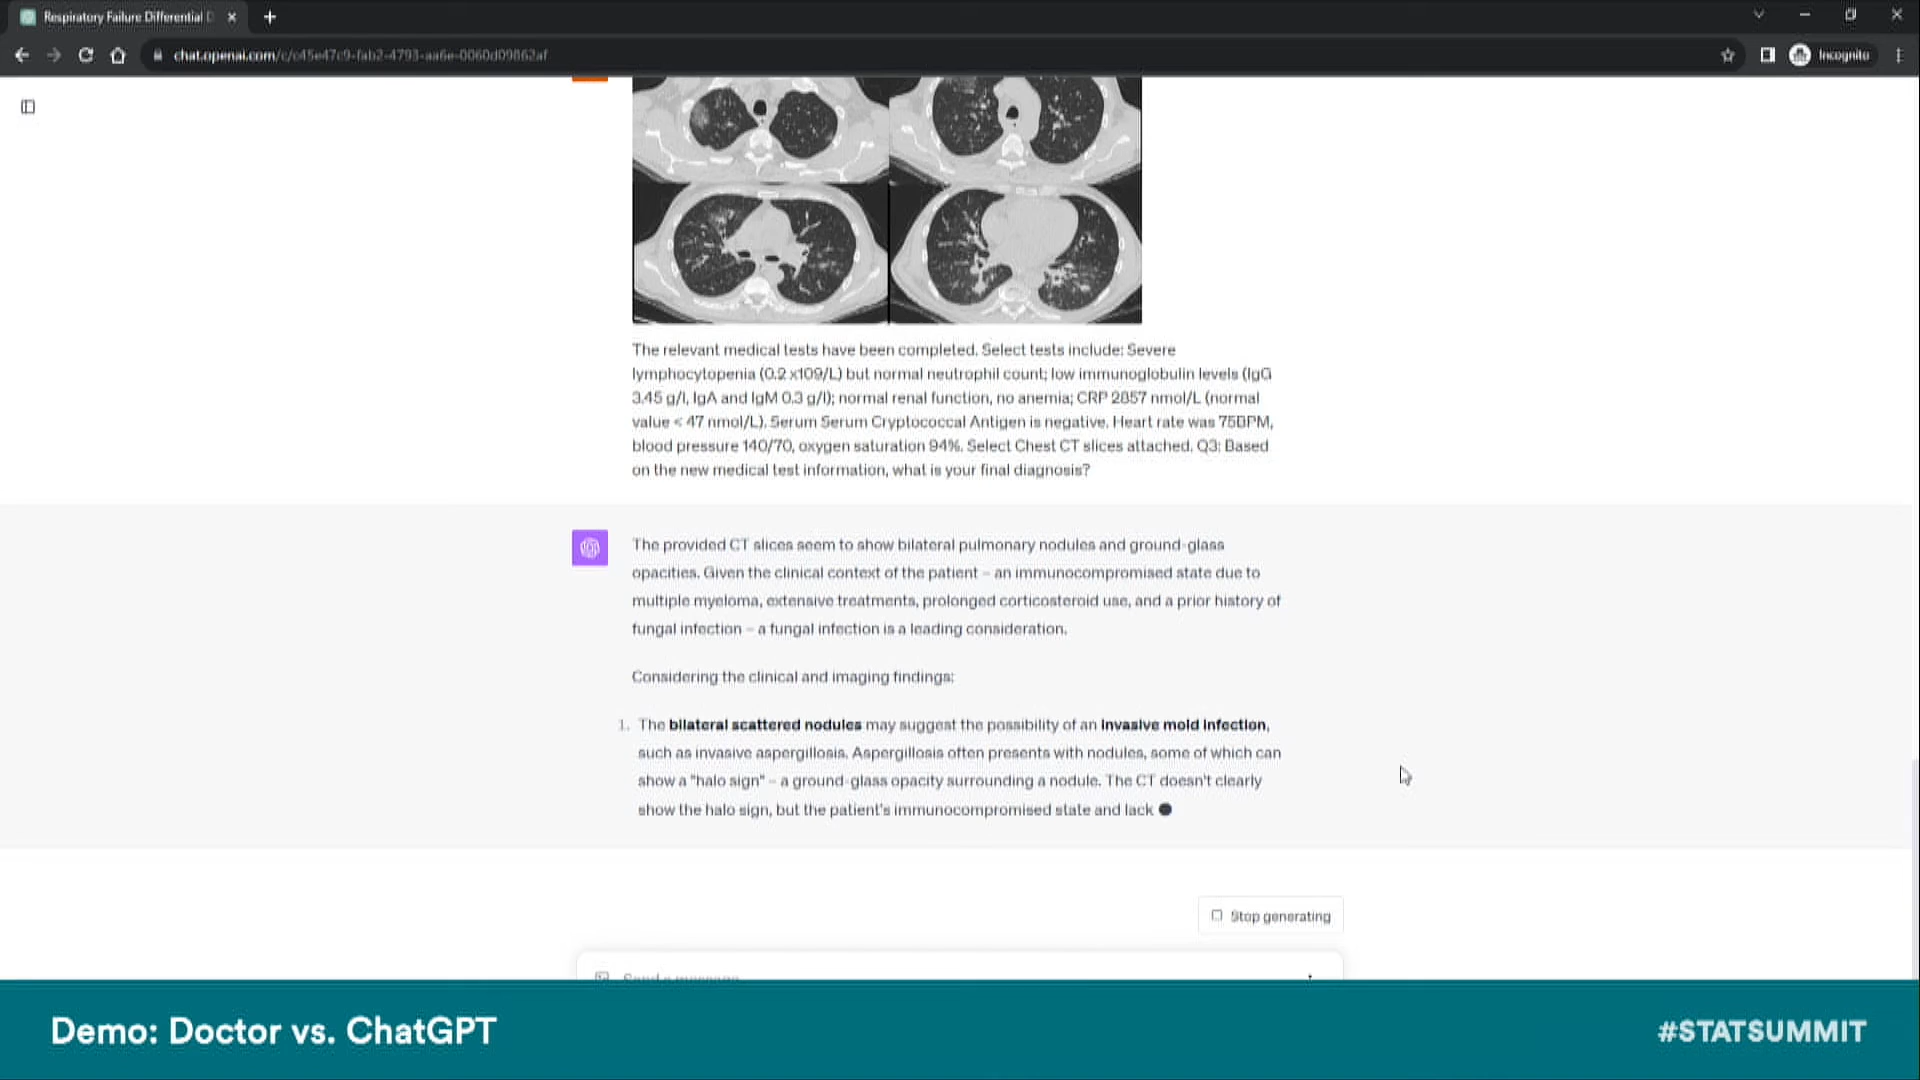 Respiratory Failure Differential D
chat.openai.com/c/c45e47c9-fab2-4793-aa6e-0060d09862af
Incognito
The relevant medical tests have been completed. Select tests include: Severe
lymphocytopenia (0.2 x109/L) but normal neutrophil count; low immunoglobulin levels (IgG
3.45 g/l, IgA and IgM 0.3 g/l); normal renal function, no anemia; CRP 2857 nmol/L (normal
value < 47 nmol/L). Serum Serum Cryptococcal Antigen is negative. Heart rate was 75BPM,
blood pressure 140/70, oxygen saturation 94%. Select Chest CT slices attached. Q3: Based
on the new medical test information, what is your final diagnosis?
The provided CT slices seem to show bilateral pulmonary nodules and ground-glass
opacities. Given the clinical context of the patient – an immunocompromised state due to
multiple myeloma, extensive treatments, prolonged corticosteroid use, and a prior history of
fungal infection – a fungal infection is a leading consideration.
Considering the clinical and imaging findings:
1. The bilateral scattered nodules may suggest the possibility of an invasive mold infection,
such as invasive aspergillosis. Aspergillosis often presents with nodules, some of which can
show a "halo sign" – a ground-glass opacity surrounding a nodule. The CT doesn't clearly
show the halo sign, but the patient's immunocompromised state and lack
Stop generating
Send a message
Demo: Doctor vs. ChatGPT
#STATSUMMIT